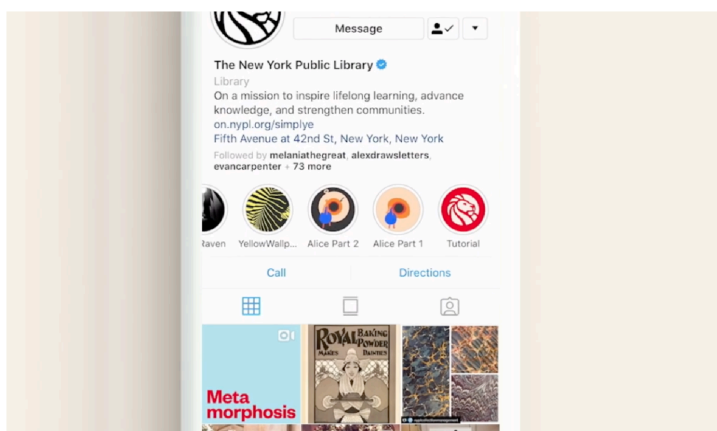 Message
The New York Public Library
Library
On a mission to inspire lifelong learning, advance
knowledge, and strengthen communities.
on.nypl.org/simplye
Fifth Avenue at 42nd St, New York, New York
Followed by melaniathegreat, alexdrawsletters,
evancarpenter + 73 more
Raven YellowWallp... Alice Part 2 Alice Part 1 Tutorial
Call Directions
Meta
morphosis
ROYAL BAKING
POWDER
MAKES DAINTIES